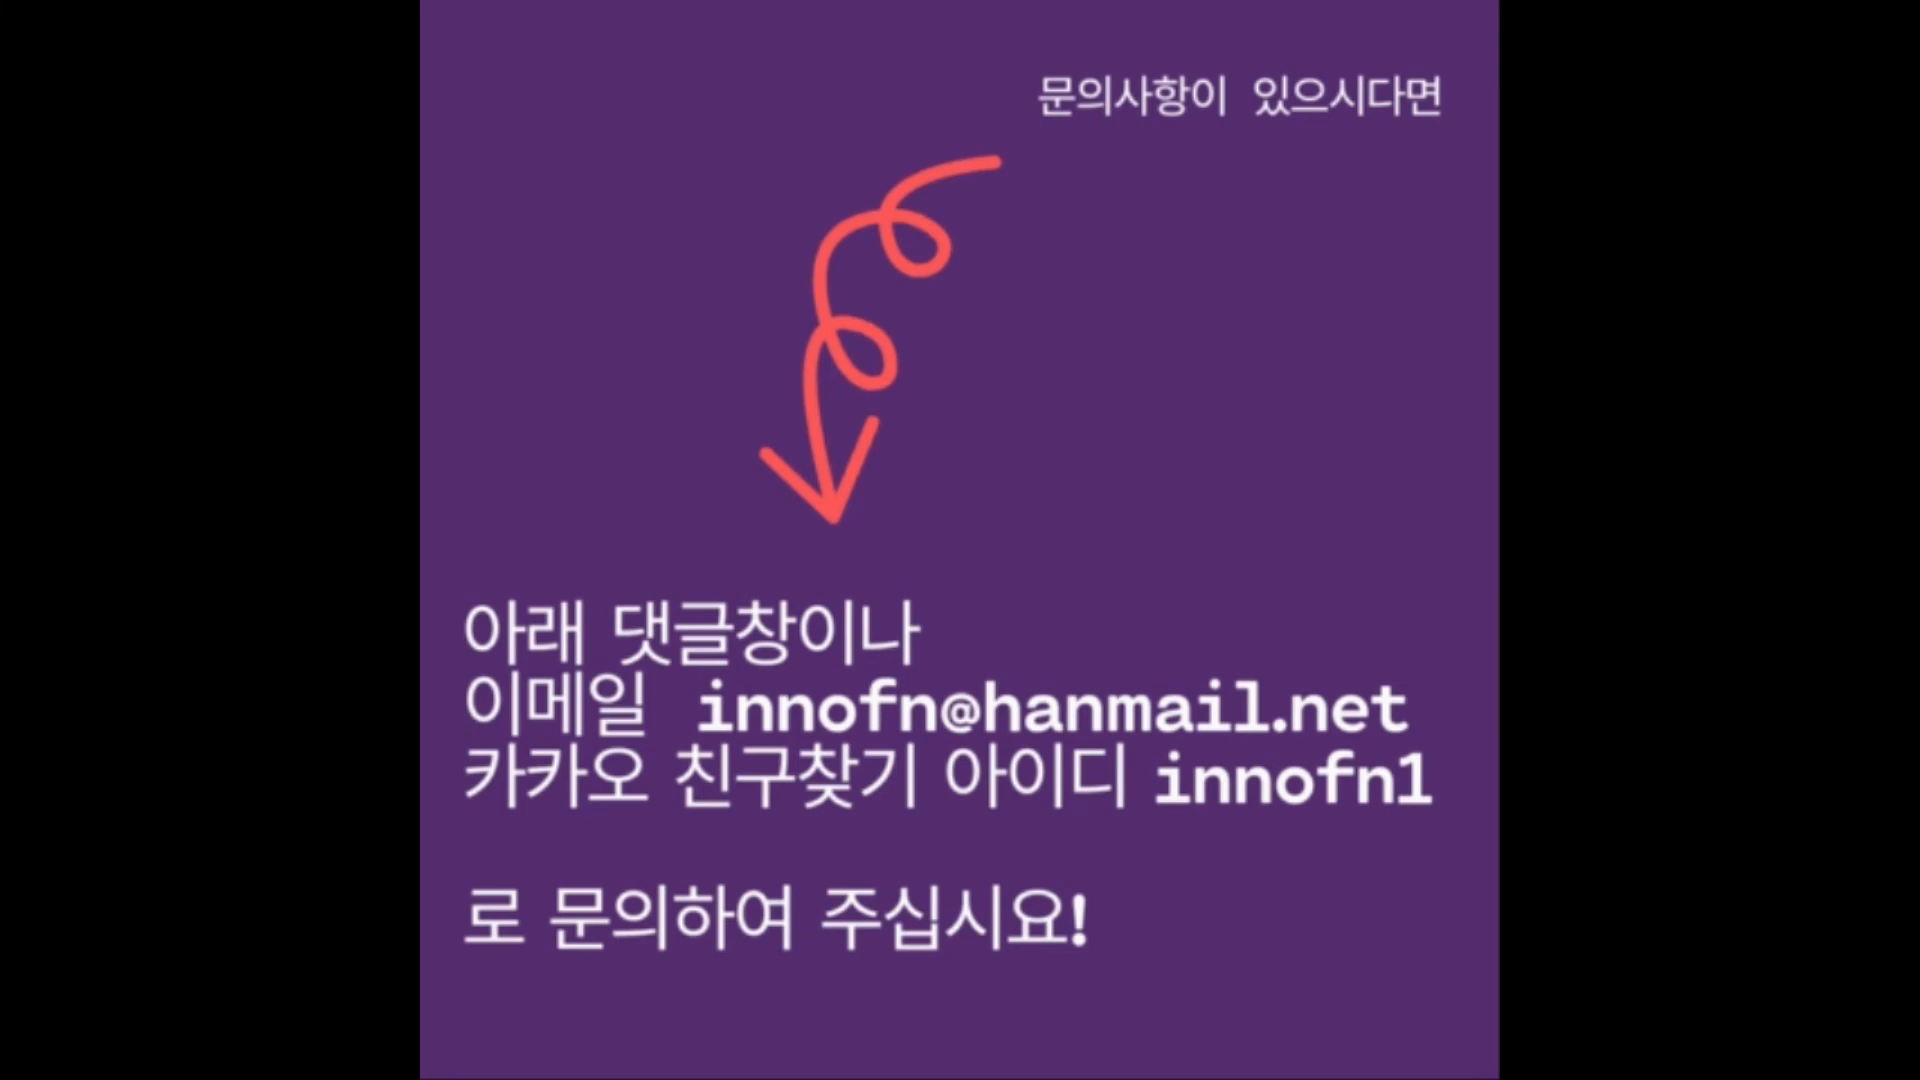 문의사항이 있으시다면
아래 댓글창이나
이메일 innofn@hanmail.net
카카오 친구찾기 아이디 innofn1
로 문의하여 주십시요!